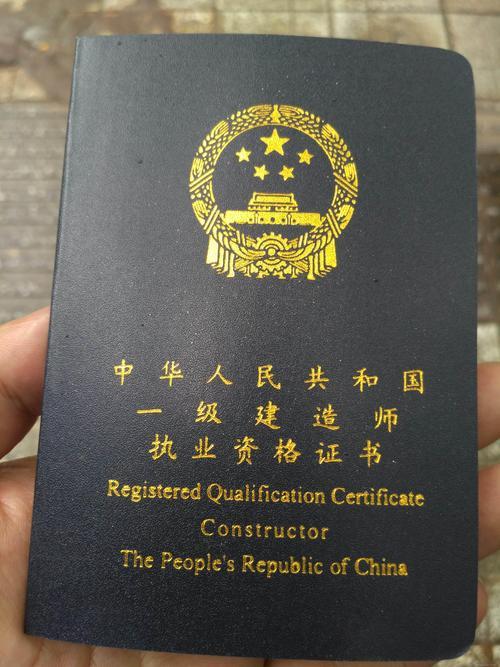 中华人民共和国
一级建造师
执业资格证书
Registered Qualification Certificate
Constructor
The People's Republic of China